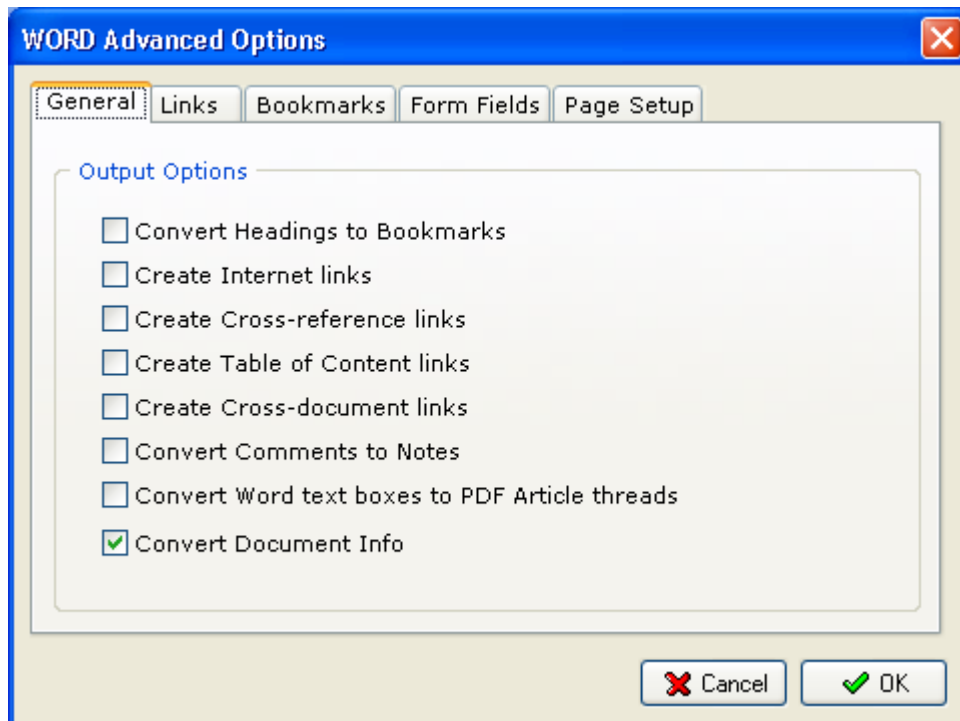 WORD Advanced Options
General Links Bookmarks Form Fields Page Setup
Output Options
Convert Headings to Bookmarks
Create Internet links
Create Cross-reference links
Create Table of Content links
Create Cross-document links
Convert Comments to Notes
Convert Word text boxes to PDF Article threads
Convert Document Info
Cancel OK